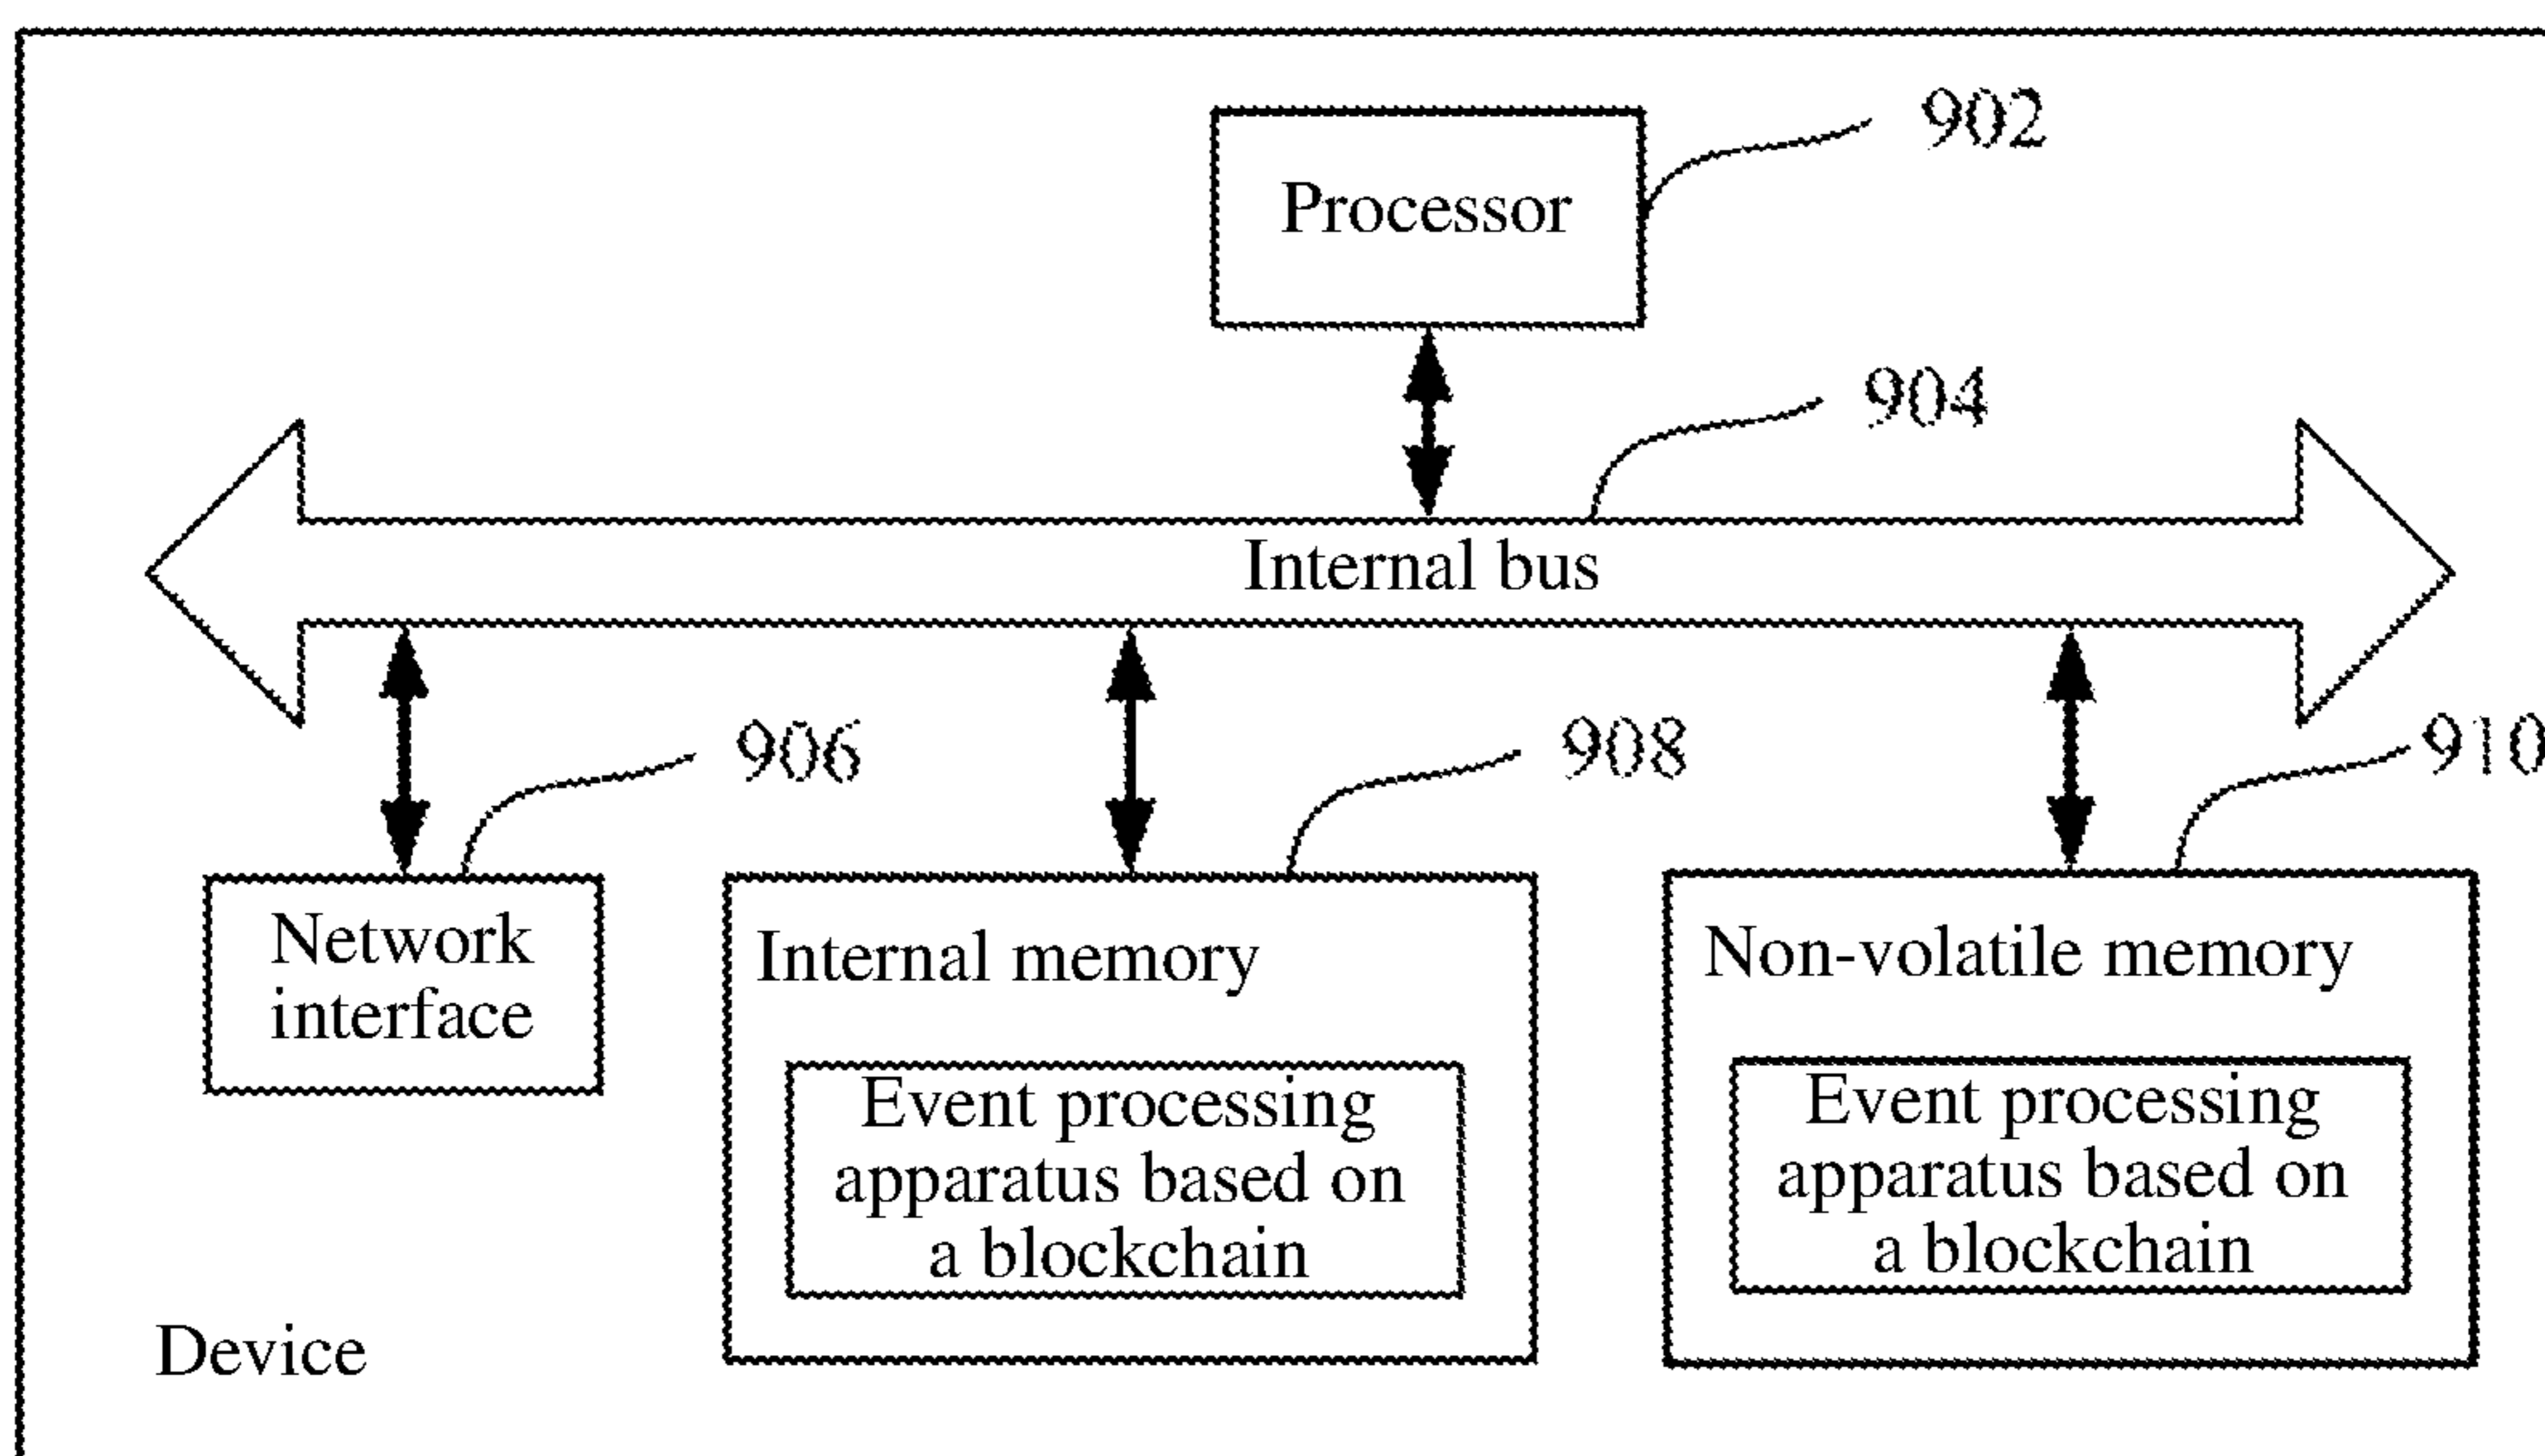 902
Processor
904
Internal bus
906
908
910
Network
interface
Internal memory
Event processing
apparatus based on
a blockchain
Non-volatile memory
Event processing
apparatus based on
a blockchain
Device